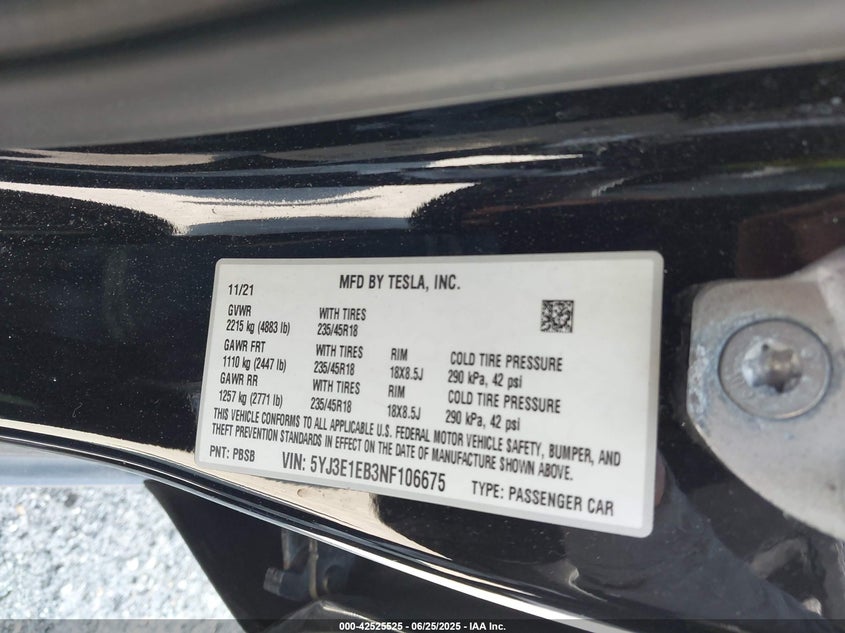 MFD BY TESLA, INC.
11/21
GVWR WITH TIRES
2215 kg (4883 lb) 235/45R18
GAWR FRT WITH TIRES RIM COLD TIRE PRESSURE
1110 kg (2447 lb) 235/45R18 18X8.5J 290 kPa, 42 psi
GAWR RR WITH TIRES RIM COLD TIRE PRESSURE
1257 kg (2771 lb) 235/45R18 18X8.5J 290 kPa, 42 psi
THIS VEHICLE CONFORMS TO ALL APPLICABLE U.S. FEDERAL MOTOR VEHICLE SAFETY, BUMPER, AND
THEFT PREVENTION STANDARDS IN EFFECT ON THE DATE OF MANUFACTURE SHOWN ABOVE.
PNT: PBSB VIN: 5YJ3E1EB3NF106675 TYPE: PASSENGER CAR
000-42525525 - 06/25/2025 - IAA Inc.